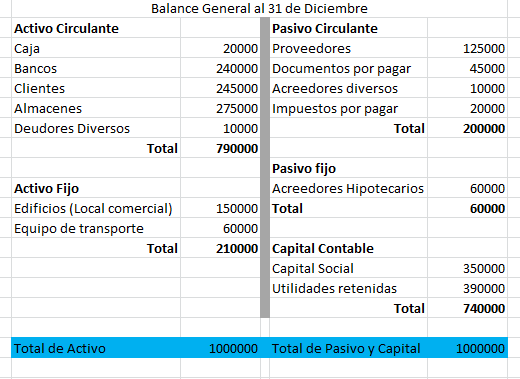 Balance General al 31 de Diciembre
Activo Circulante Pasivo Circulante
Caja 20000 Proveedores 125000
Bancos 240000 Documentos por pagar 45000
Clientes 245000 Acreedores diversos 10000
Almacenes 275000 Impuestos por pagar 20000
Deudores Diversos 10000 Total 200000
Total 790000
Pasivo fijo
Activo Fijo Acreedores Hipotecarios 60000
Edificios (Local comercial) 150000 Total 60000
Equipo de transporte 60000
Total 210000 Capital Contable
Capital Social 350000
Utilidades retenidas 390000
Total 740000
Total de Activo 1000000 Total de Pasivo y Capital 1000000